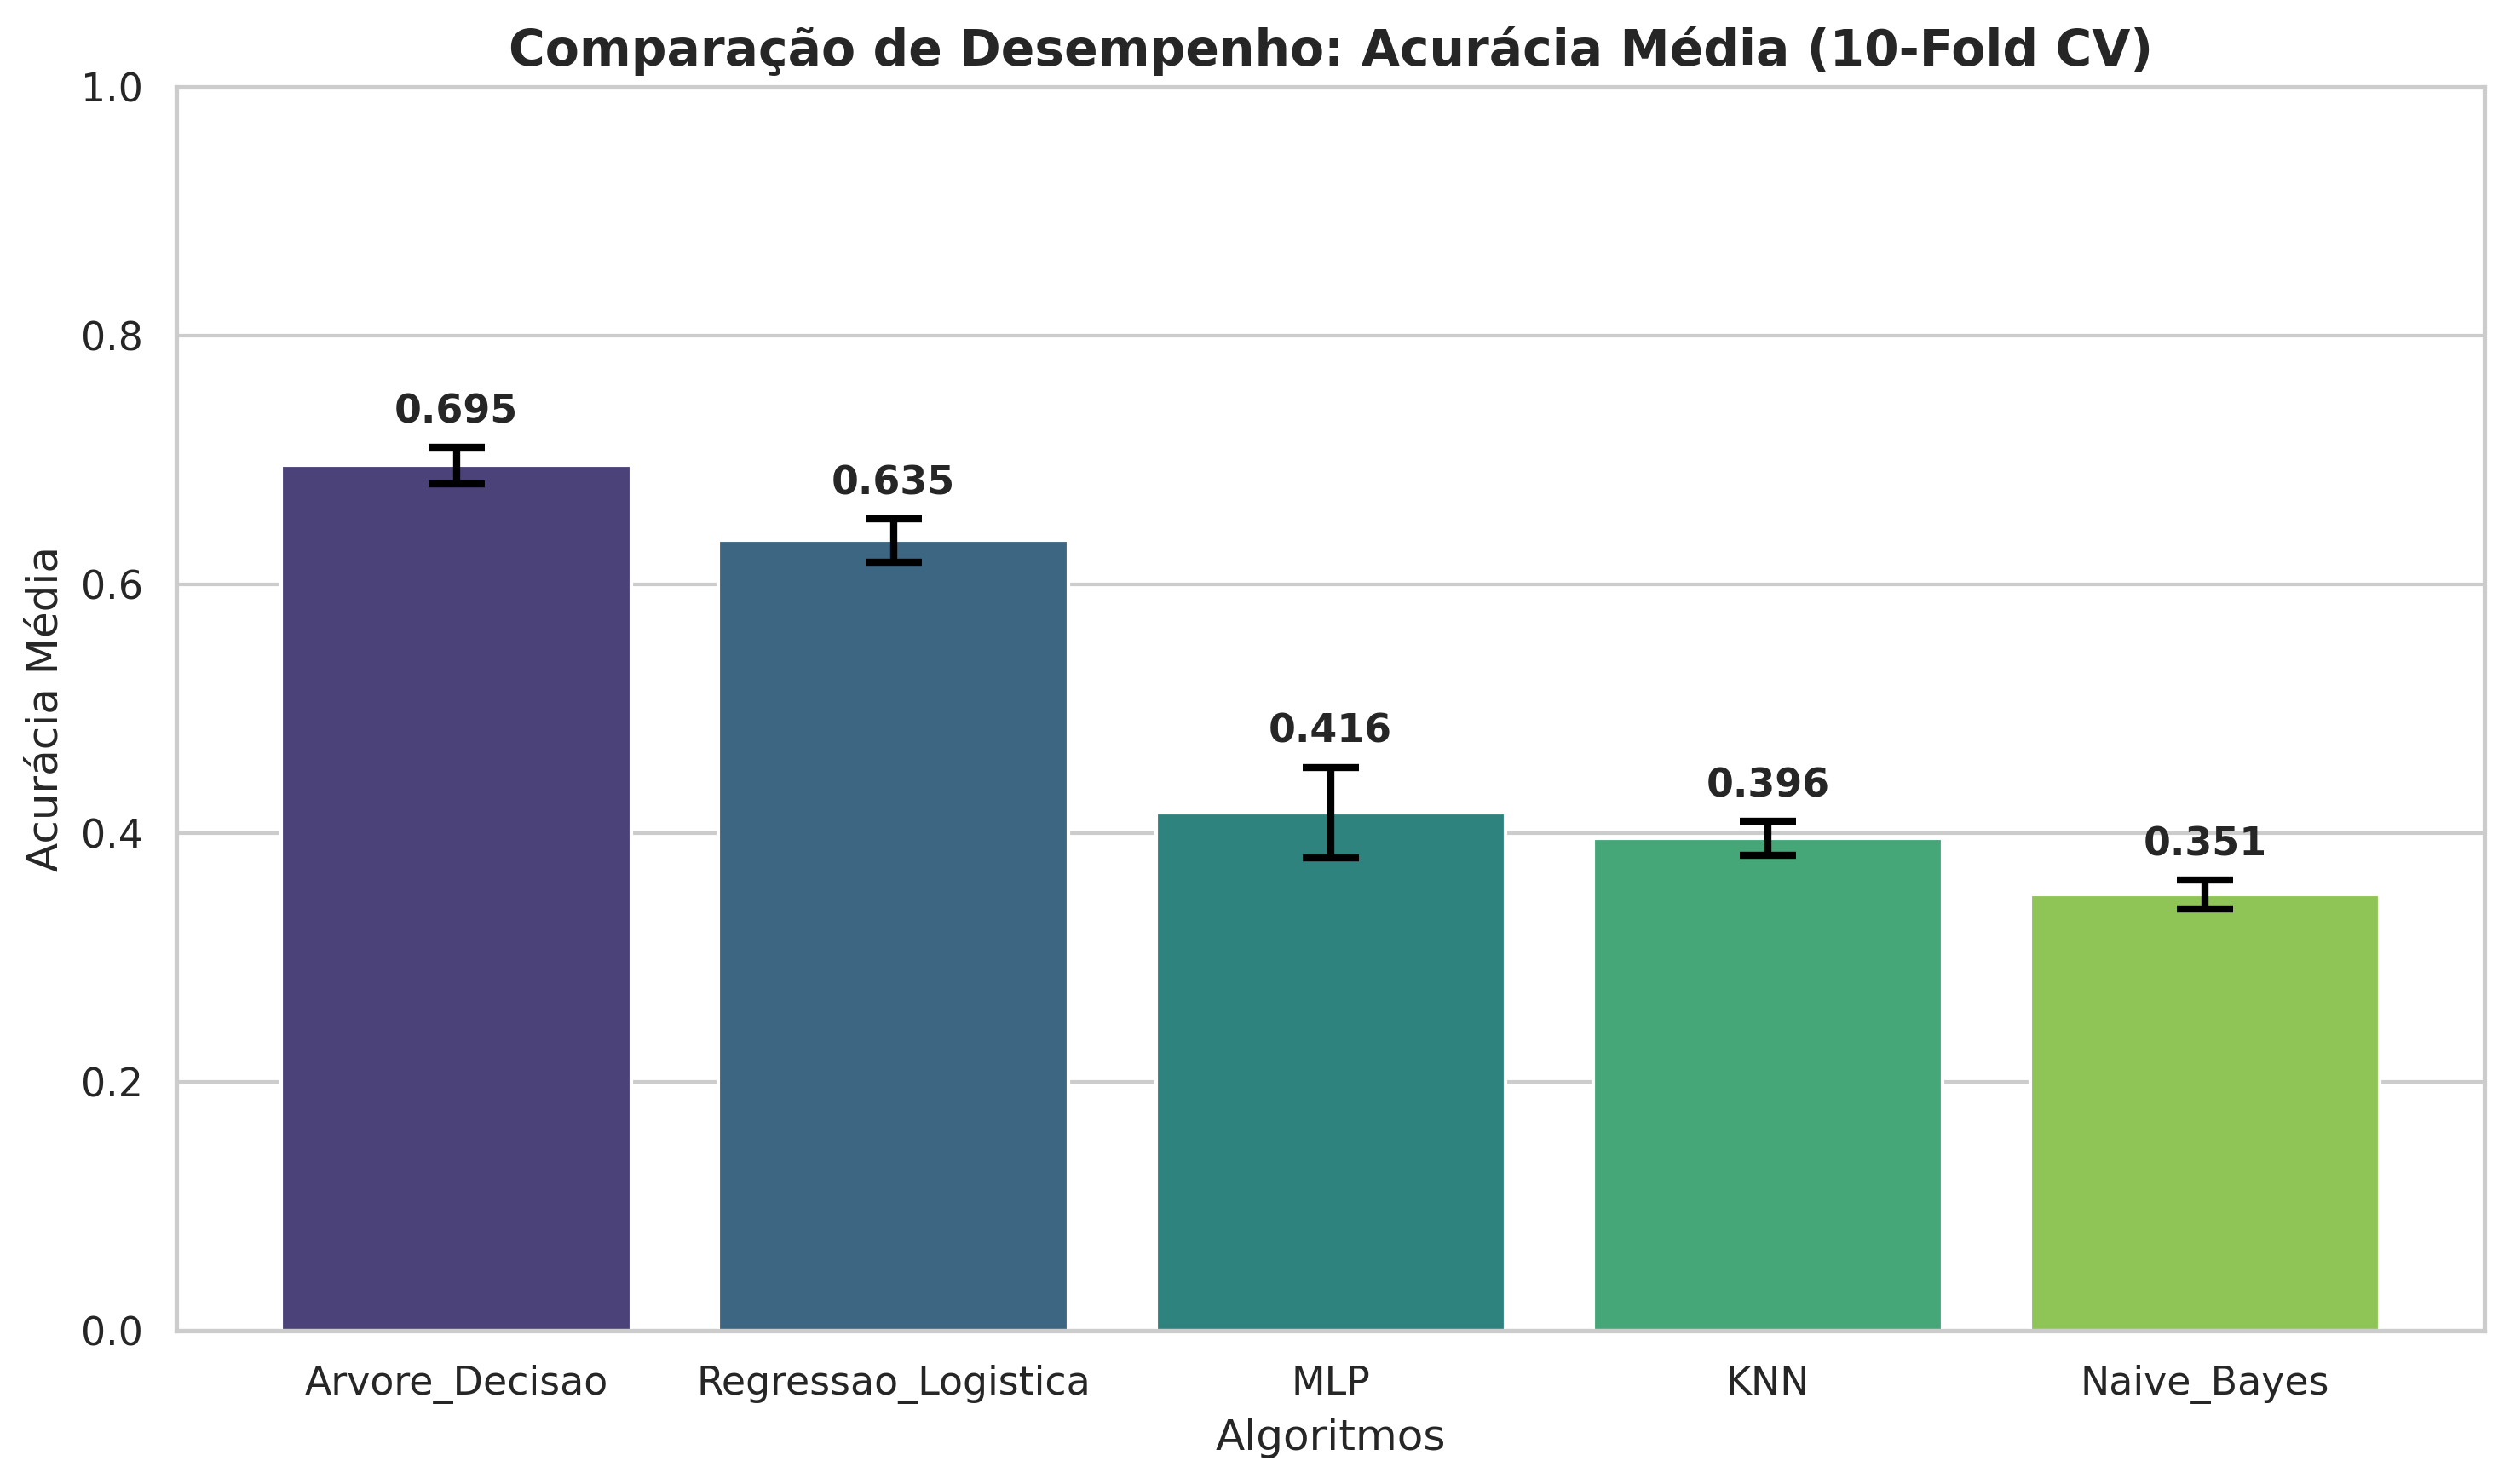 Comparação de Desempenho: Acurácia Média (10-Fold CV)
1.0
0.8
0.6
0.4
0.2
0.0
Acurácia Média
0.695
0.635
0.416
0.396
0.351
Arvore_Decisao
Regressao_Logistica
MLP
KNN
Naive_Bayes
Algoritmos